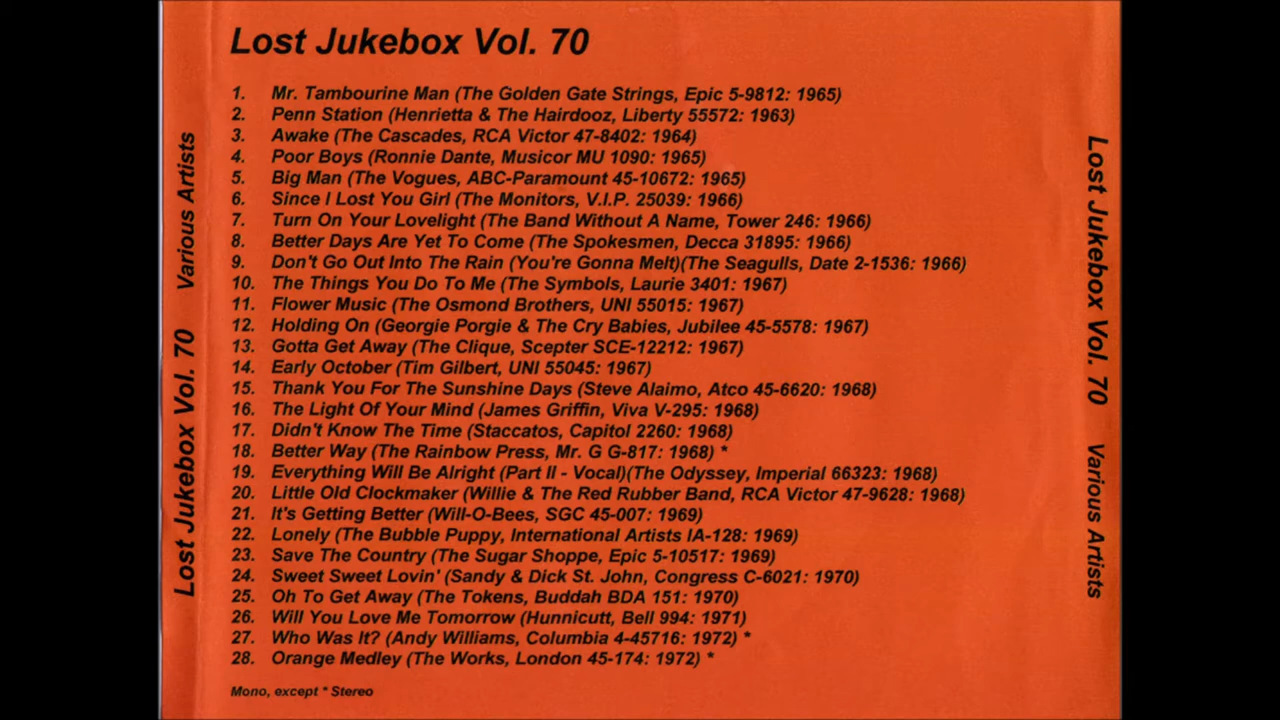 Lost Jukebox Vol. 70
1. Mr. Tambourine Man (The Golden Gate Strings, Epic 5-9812: 1965)
2. Penn Station (Henrietta & The Hairdooz, Liberty 55572: 1963)
3. Awake (The Cascades, RCA Victor 47-8402: 1964)
4. Poor Boys (Ronnie Dante, Musicor MU 1090: 1965)
5. Big Man (The Vogues, ABC-Paramount 45-10672: 1965)
6. Since I Lost You Girl (The Monitors, V.I.P. 25039: 1966)
7. Turn On Your Lovelight (The Band Without A Name, Tower 246: 1966)
8. Better Days Are Yet To Come (The Spokesmen, Decca 31895: 1966)
9. Don't Go Out Into The Rain (You're Gonna Melt)(The Seagulls, Date 2-1536: 1966)
10. The Things You Do To Me (The Symbols, Laurie 3401: 1967)
11. Flower Music (The Osmond Brothers, UNI 55015: 1967)
12. Holding On (Georgie Porgie & The Cry Babies, Jubilee 45-5578: 1967)
13. Gotta Get Away (The Clique, Scepter SCE-12212: 1967)
14. Early October (Tim Gilbert, UNI 55045: 1967)
15. Thank You For The Sunshine Days (Steve Alaimo, Atco 45-6620: 1968)
16. The Light Of Your Mind (James Griffin, Viva V-295: 1968)
17. Didn't Know The Time (Staccatos, Capitol 2260: 1968)
18. Better Way (The Rainbow Press, Mr. G G-817: 1968) *
19. Everything Will Be Alright (Part II - Vocal)(The Odyssey, Imperial 66323: 1968)
20. Little Old Clockmaker (Willie & The Red Rubber Band, RCA Victor 47-9628: 1968)
21. It's Getting Better (Will-O-Bees, SGC 45-007: 1969)
22. Lonely (The Bubble Puppy, International Artists IA-128: 1969)
23. Save The Country (The Sugar Shoppe, Epic 5-10517: 1969)
24. Sweet Sweet Lovin' (Sandy & Dick St. John, Congress C-6021: 1970)
25. Oh To Get Away (The Tokens, Buddah BDA 151: 1970)
26. Will You Love Me Tomorrow (Hunnicutt, Bell 994: 1971)
27. Who Was It? (Andy Williams, Columbia 4-45716: 1972) *
28. Orange Medley (The Works, London 45-174: 1972) *
Mono, except * Stereo
Lost Jukebox Vol. 70 Various Artists
Lost Jukebox Vol. 70 Various Artists